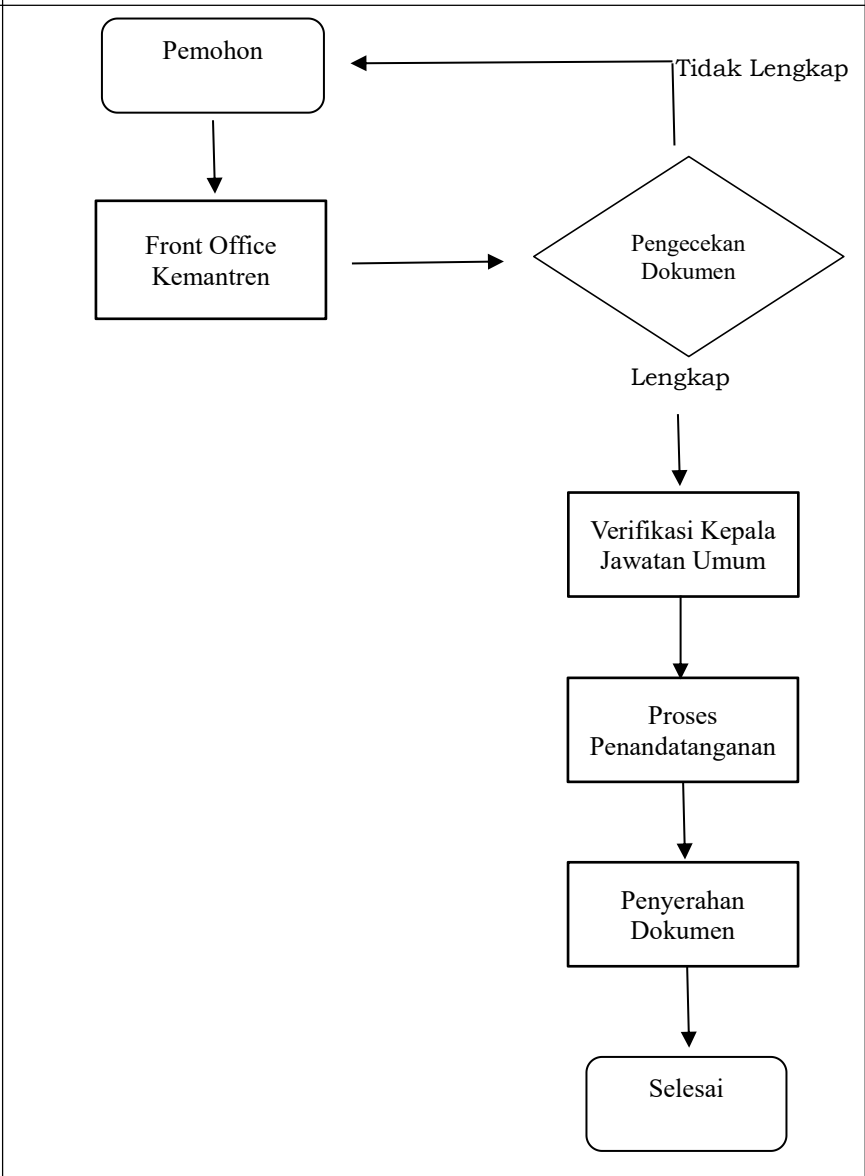 Pemohon
Tidak Lengkap
Front Office
Kemantren
Pengecekan
Dokumen
Lengkap
Verifikasi Kepala
Jawatan Umum
Proses
Penandatanganan
Penyerahan
Dokumen
Selesai